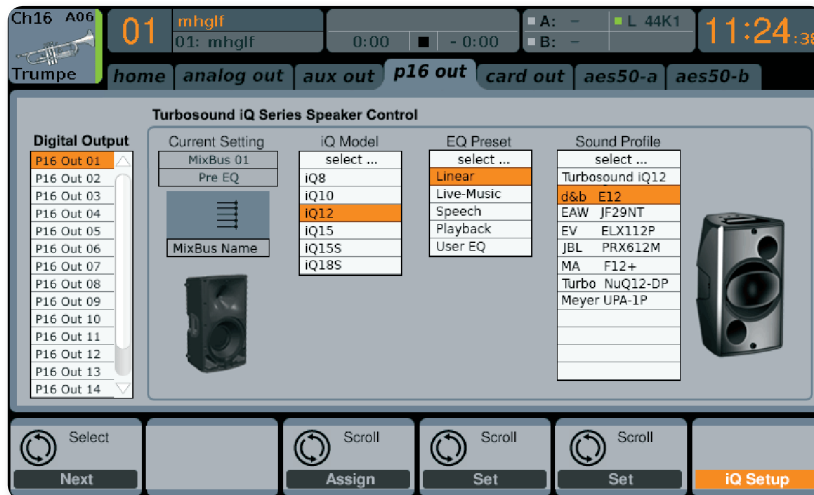 Ch16 A06
Trumpe
01
mhglf
01: mhglf
0:00 - 0:00
A: -
B: -
L 44K1
11:24:38
home analog out aux out p16 out card out aes50-a aes50-b
Turbosound iQ Series Speaker Control
Digital Output
P16 Out 01
P16 Out 02
P16 Out 03
P16 Out 04
P16 Out 05
P16 Out 06
P16 Out 07
P16 Out 08
P16 Out 09
P16 Out 10
P16 Out 11
P16 Out 12
P16 Out 13
P16 Out 14
Current Setting
MixBus 01
Pre EQ
MixBus Name
iQ Model
select ...
iQ8
iQ10
iQ12
iQ15
iQ15S
iQ18S
EQ Preset
select ...
Linear
Live-Music
Speech
Playback
User EQ
Sound Profile
select ...
Turbosound iQ12
d&b E12
EAW JF29NT
EV ELX112P
JBL PRX612M
MA F12+
Turbo NuQ12-DP
Meyer UPA-1P
Select
Next
Scroll
Assign
Scroll
Set
Scroll
Set
iQ Setup